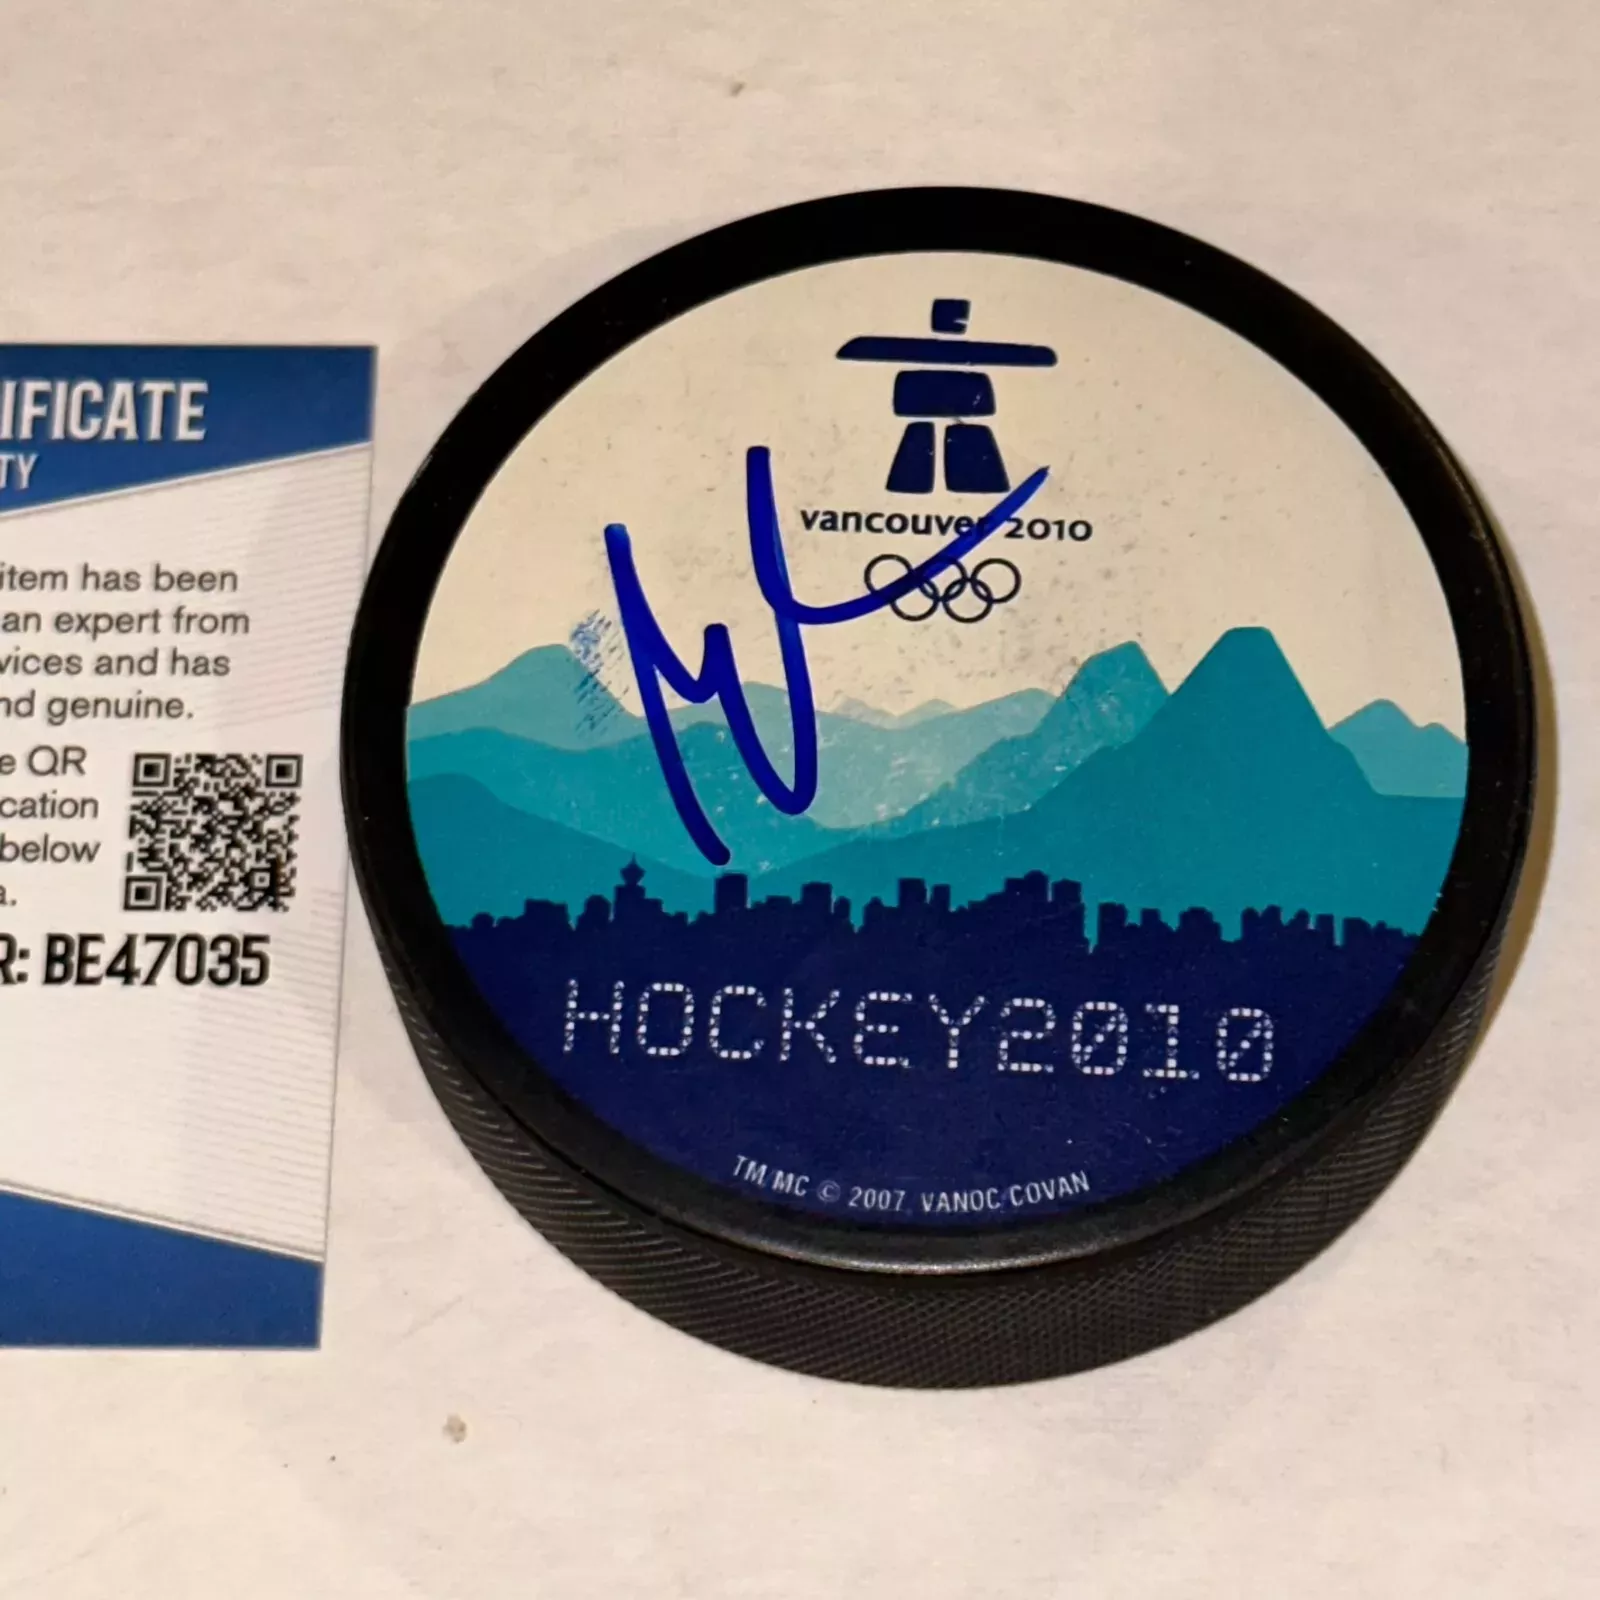 IFICATE
TY
item has been
an expert from
vices and has
nd genuine.
e QR
cation
below
a.
R: BE47035
vancouver 2010
HOCKEY2010
TM/MC © 2007, VANOC/COVAN